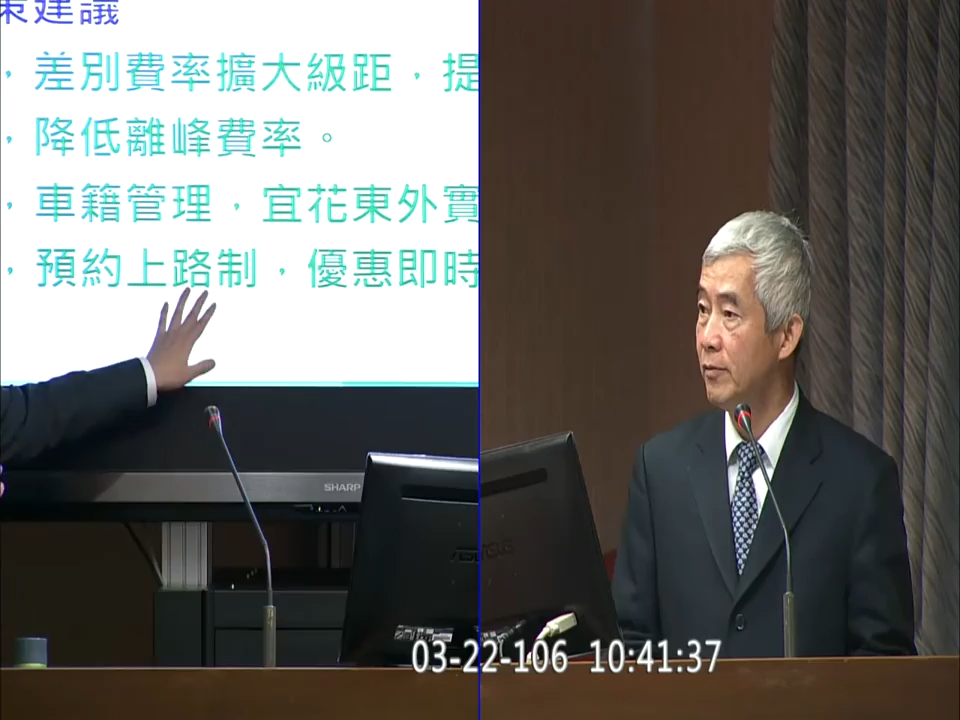 策建議
，差別費率擴大級距，提
，降低離峰費率。
，車籍管理，宜花東外實
，預約上路制，優惠即時
SHARP
ASUS
03-22-106 10:41:37